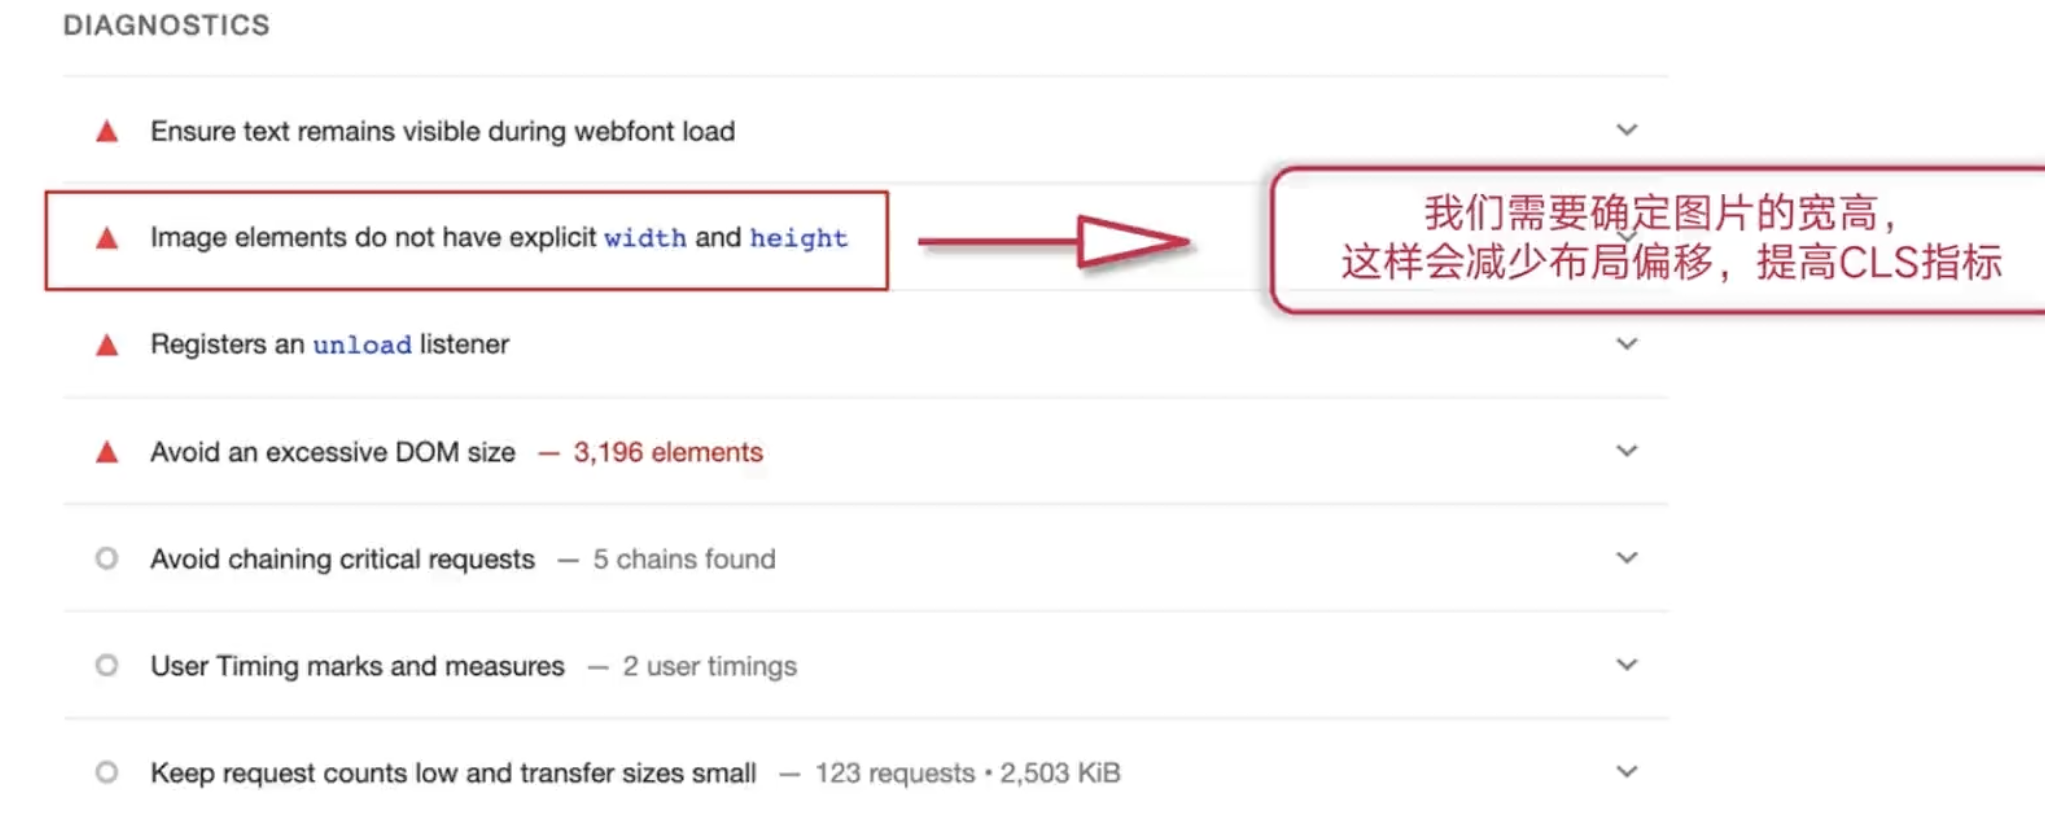 DIAGNOSTICS
Ensure text remains visible during webfont load
Image elements do not have explicit width and height
我们需要确定图片的宽高，
这样会减少布局偏移，提高CLS指标
Registers an unload listener
Avoid an excessive DOM size — 3,196 elements
Avoid chaining critical requests — 5 chains found
User Timing marks and measures — 2 user timings
Keep request counts low and transfer sizes small — 123 requests • 2,503 KiB